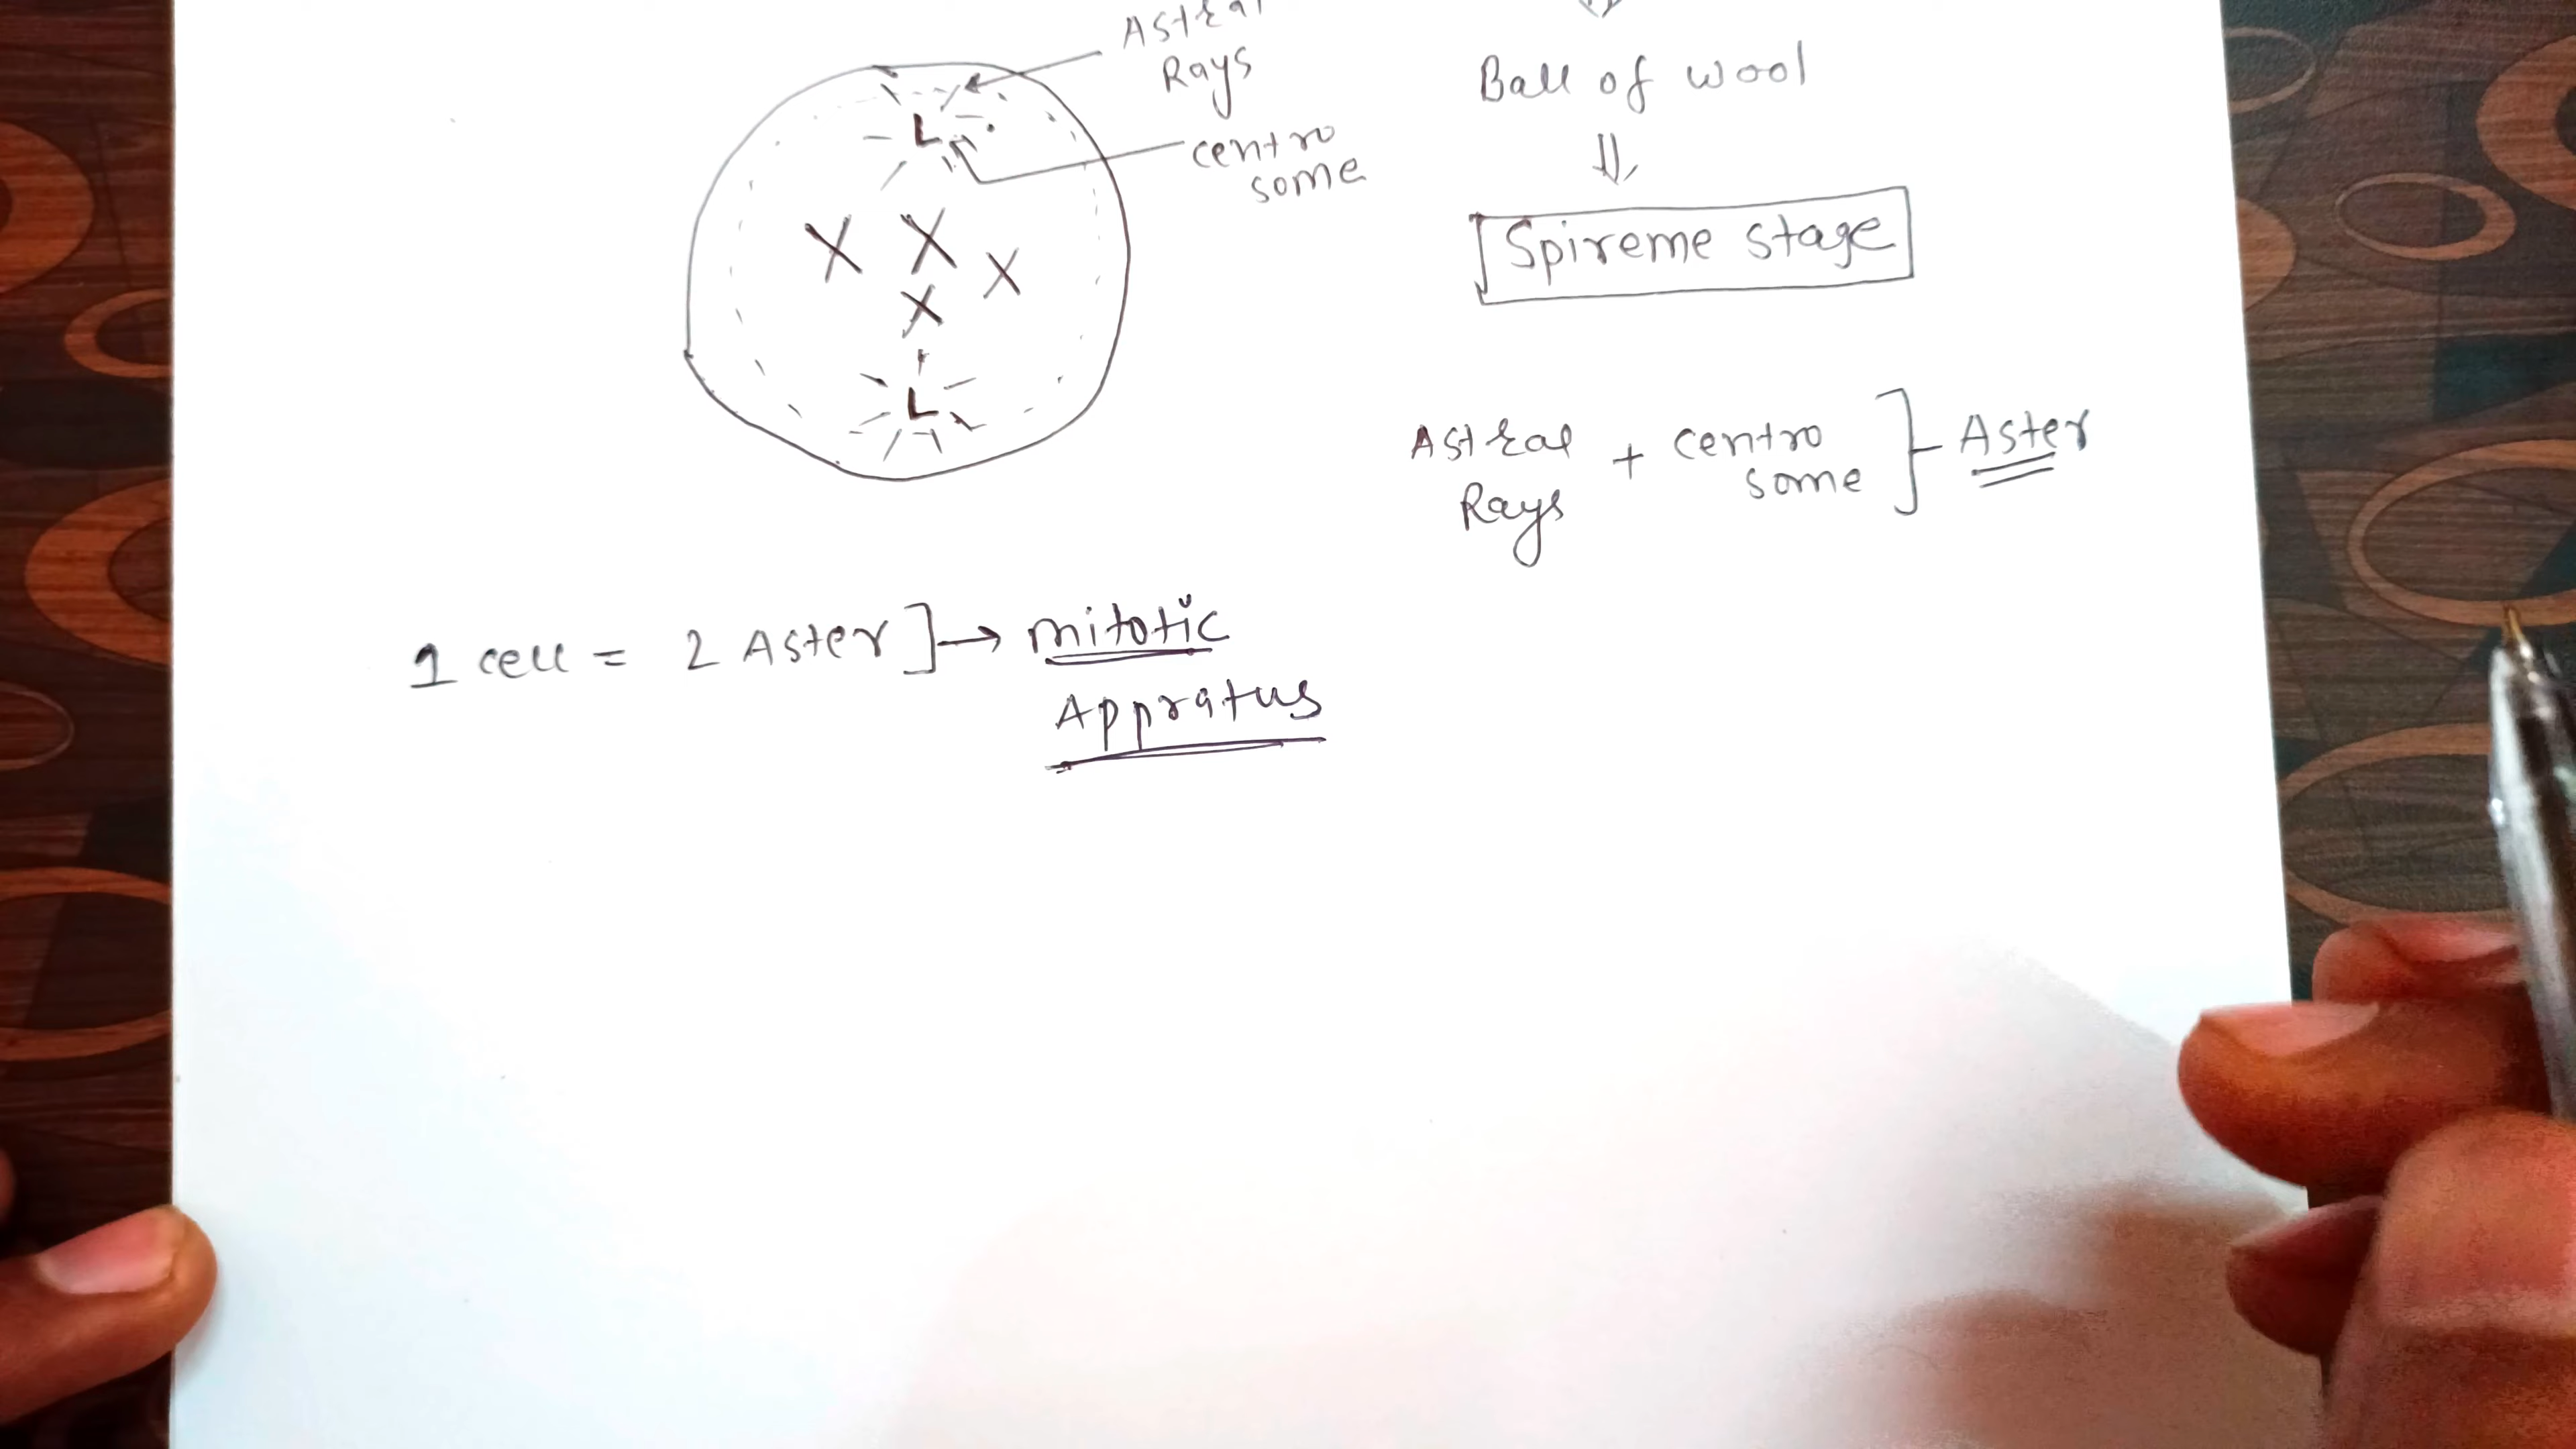 Astral
Rays
centro
some
Ball of wool
⇓
Spireme stage
Astral
Rays
+ centro
some
] - Aster
1 cell = 2 Aster ] → mitotic
Appratus